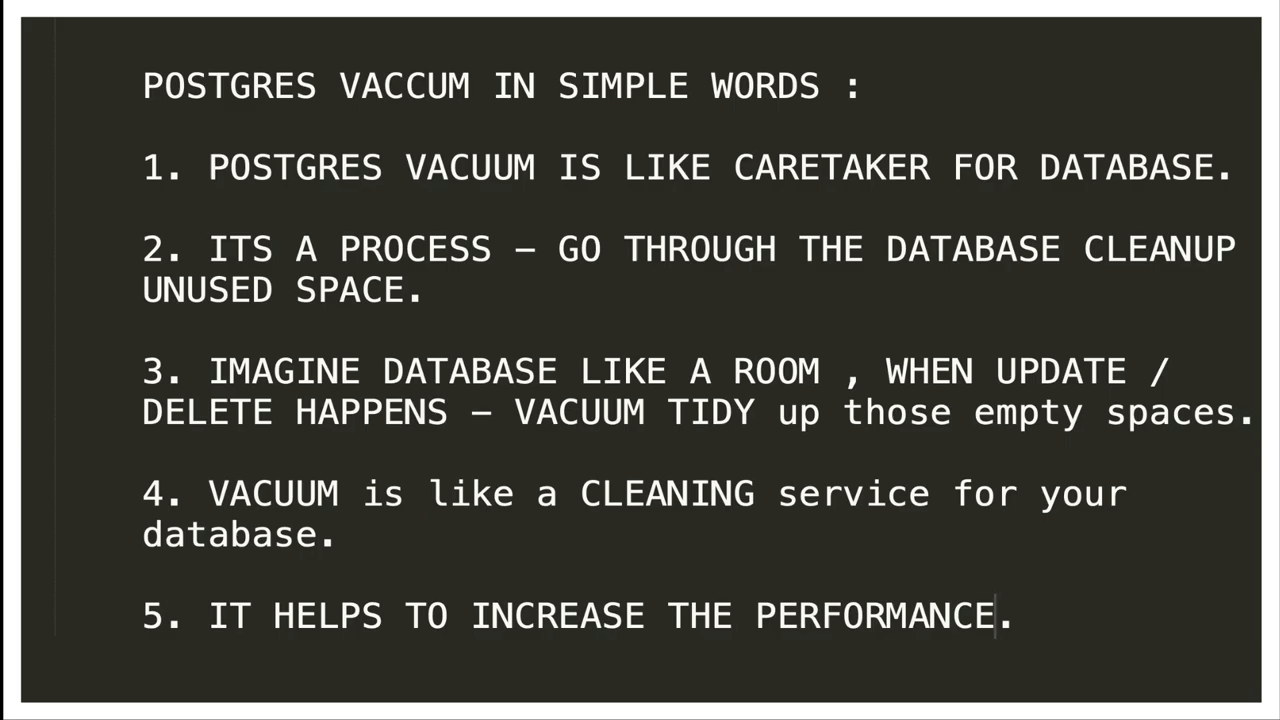 POSTGRES VACCUM IN SIMPLE WORDS :
1. POSTGRES VACUUM IS LIKE CARETAKER FOR DATABASE.
2. ITS A PROCESS – GO THROUGH THE DATABASE CLEANUP
UNUSED SPACE.
3. IMAGINE DATABASE LIKE A ROOM , WHEN UPDATE /
DELETE HAPPENS – VACUUM TIDY up those empty spaces.
4. VACUUM is like a CLEANING service for your
database.
5. IT HELPS TO INCREASE THE PERFORMANCE.